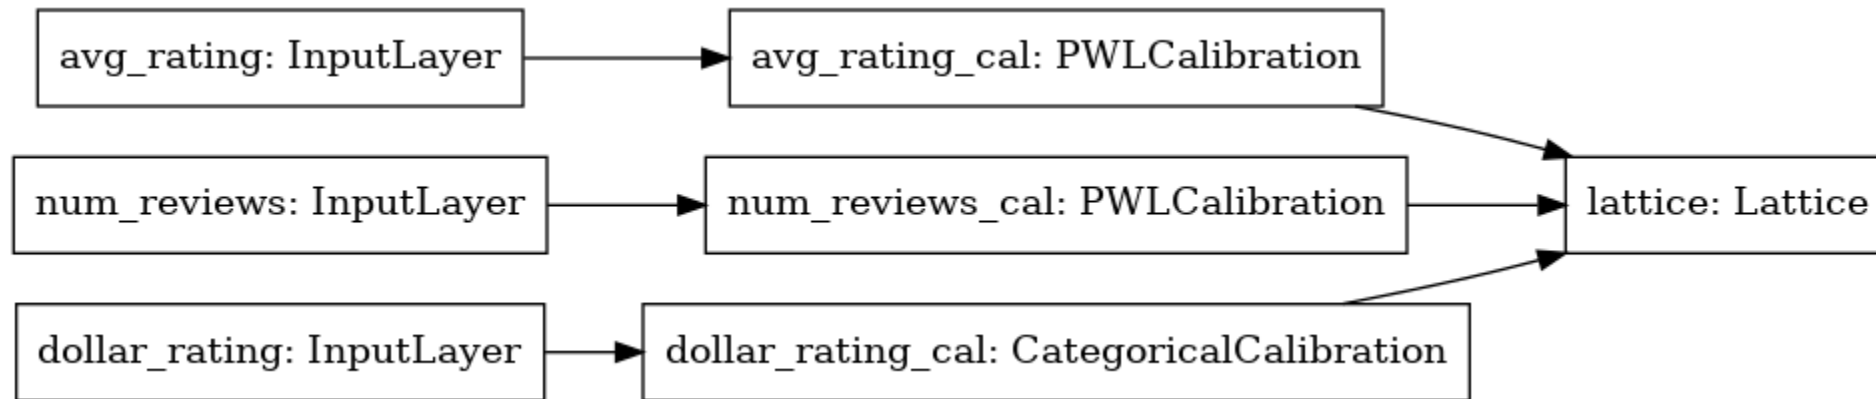 avg_rating: InputLayer
avg_rating_cal: PWLCalibration
num_reviews: InputLayer
num_reviews_cal: PWLCalibration
lattice: Lattice
dollar_rating: InputLayer
dollar_rating_cal: CategoricalCalibration